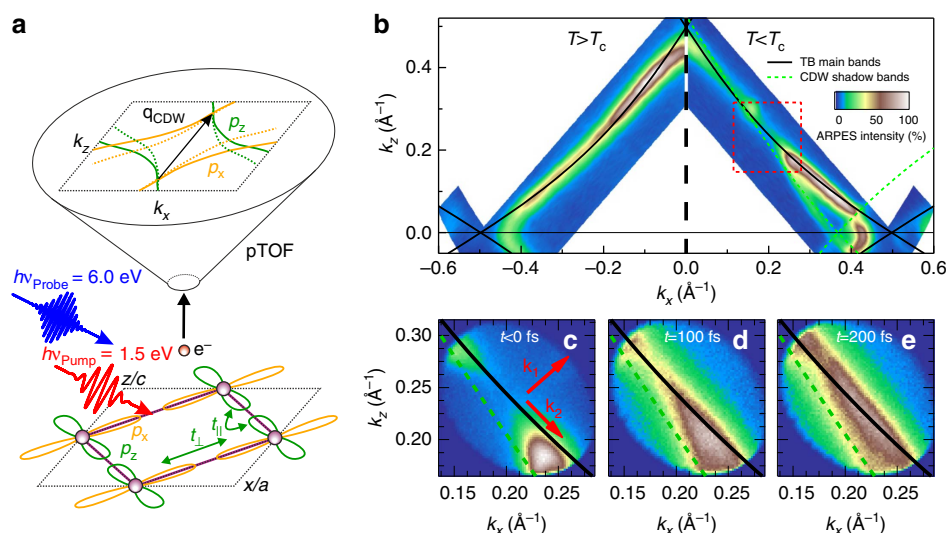 a
q_CDW
p_z
k_z
p_x
k_x
pTOF
hν_Probe = 6.0 eV
e⁻
hν_Pump = 1.5 eV
z/c
p_x
t_||
t_⊥
p_z
x/a
b
T>T_c
T<T_c
TB main bands
CDW shadow bands
0 50 100
ARPES intensity (%)
k_z (Å⁻¹)
0.4
0.2
0.0
−0.6 −0.4 −0.2 0.0 0.2 0.4 0.6
k_x (Å⁻¹)
t<0 fs c
k_1
k_2
t=100 fs d
t=200 fs e
k_z (Å⁻¹)
0.30
0.25
0.20
0.15 0.20 0.25
0.15 0.20 0.25
0.15 0.20 0.25
k_x (Å⁻¹)
k_x (Å⁻¹)
k_x (Å⁻¹)